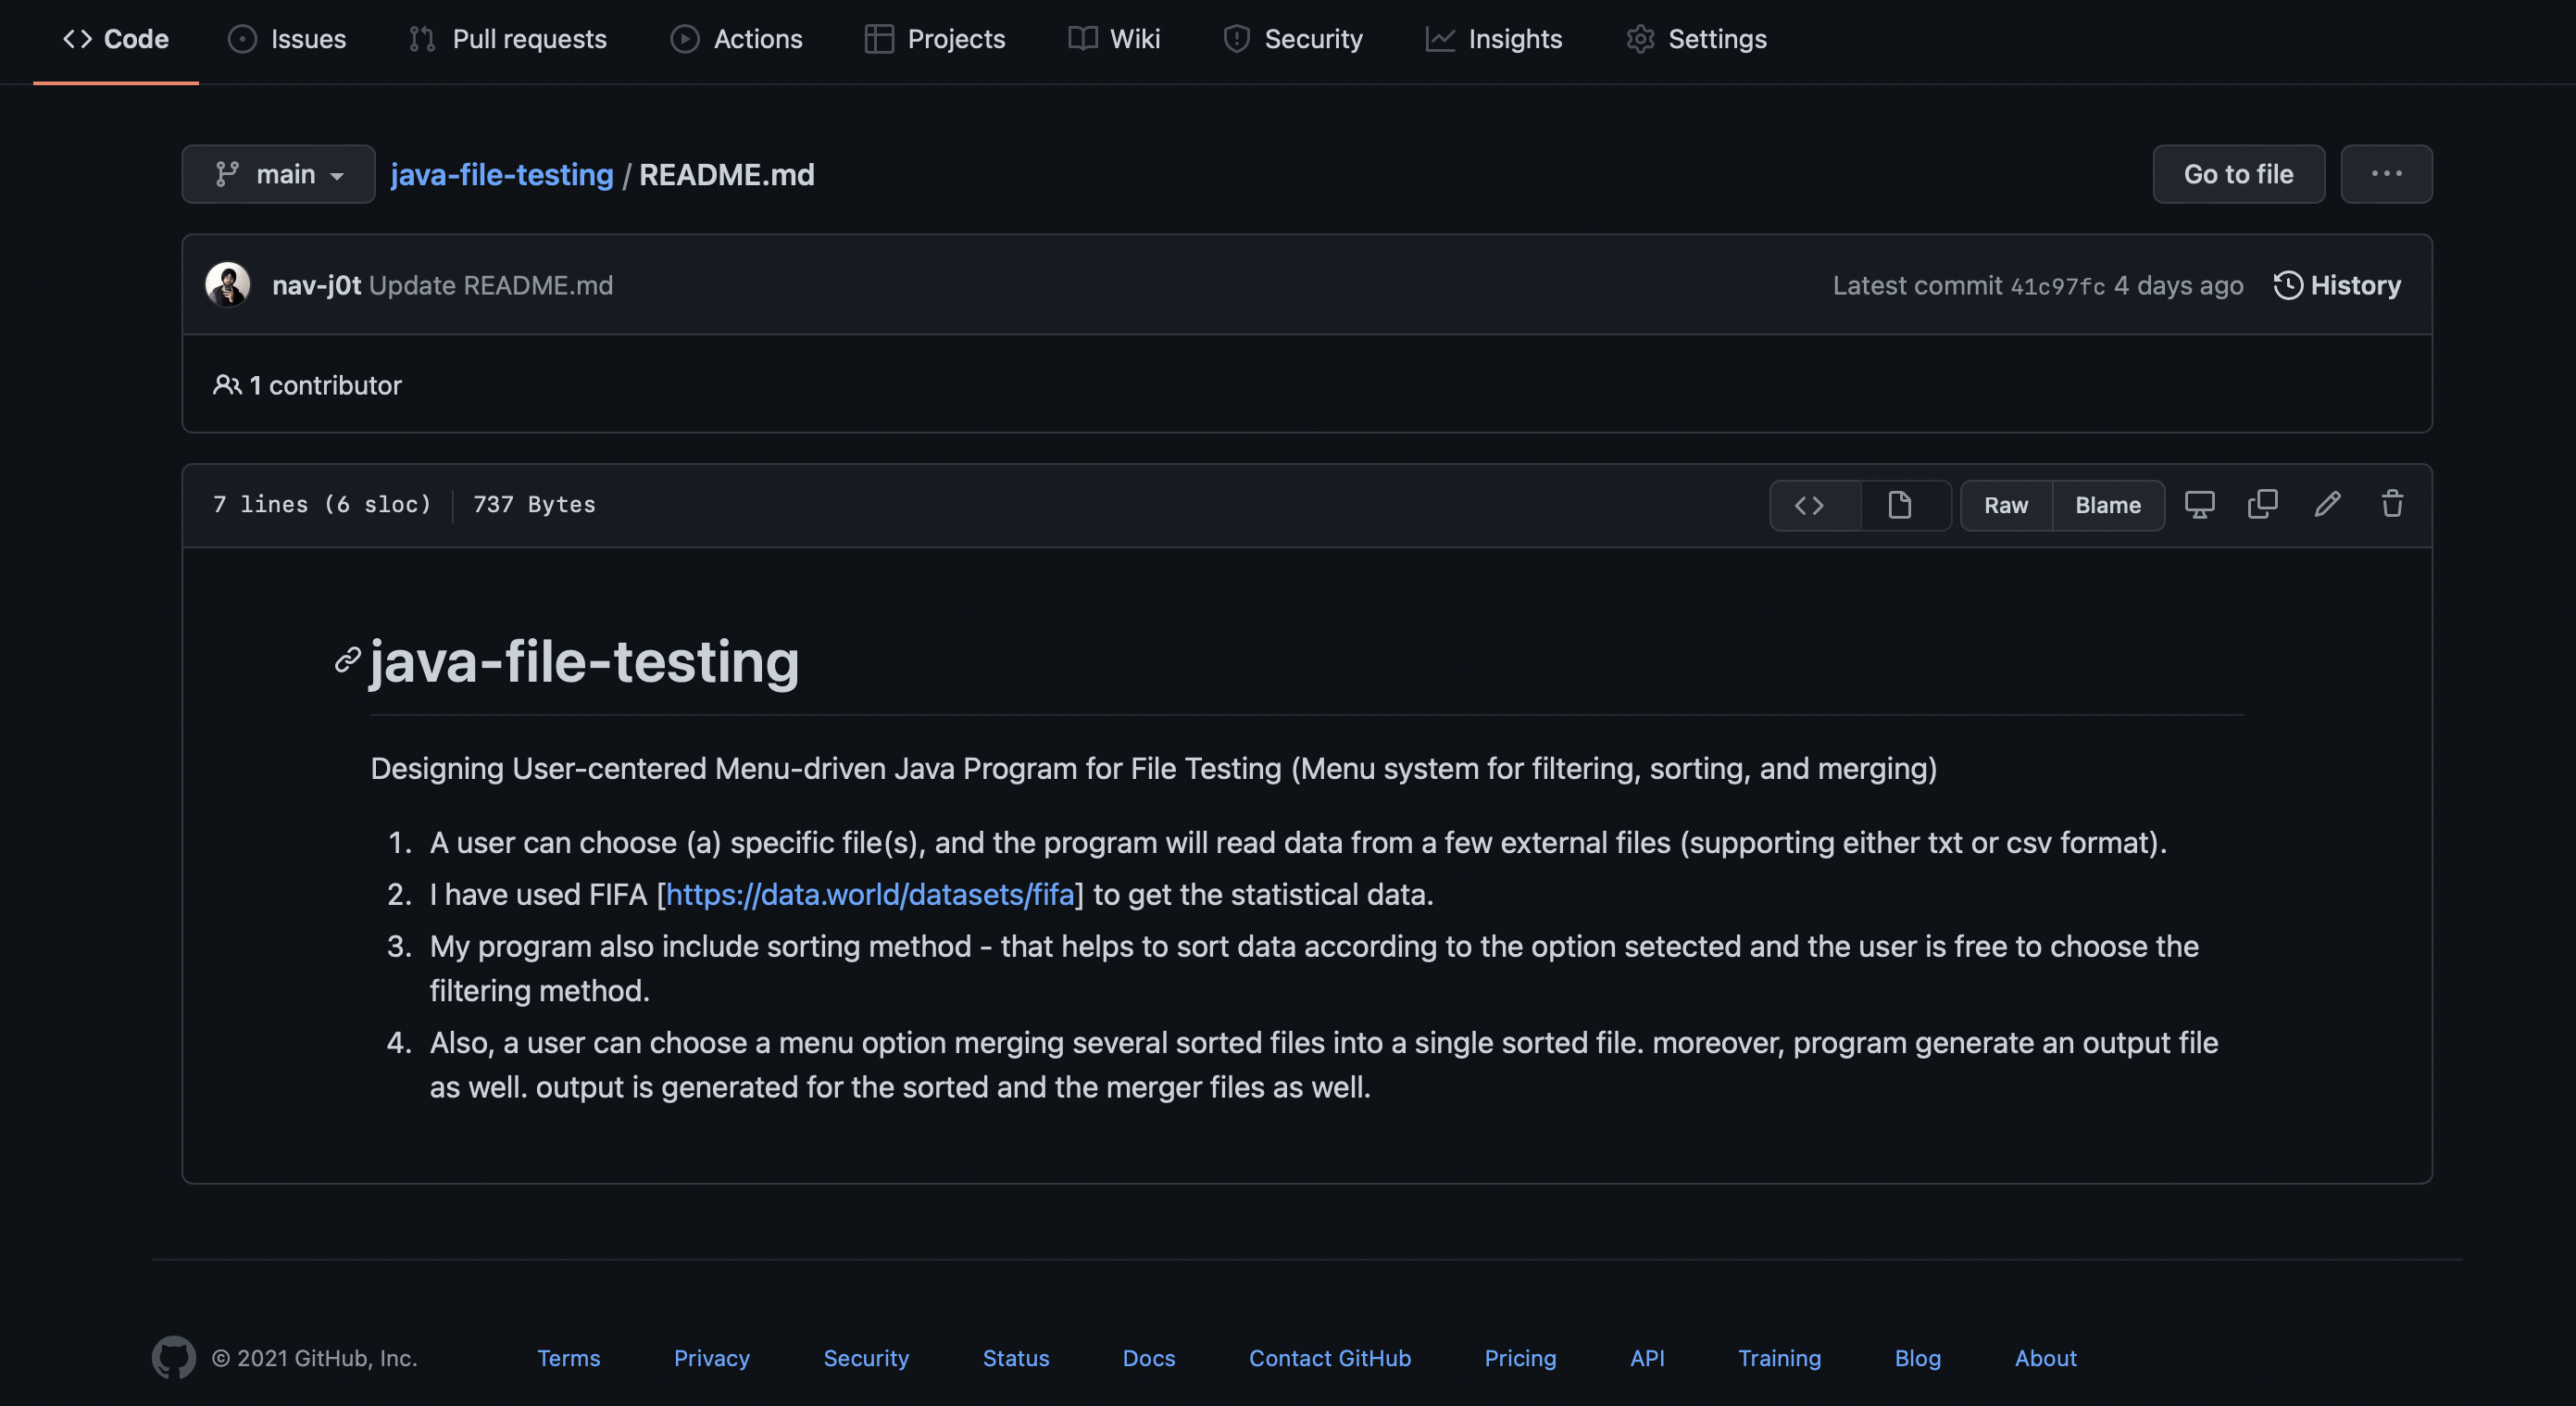 Code Issues Pull requests Actions Projects Wiki Security Insights Settings
main java-file-testing / README.md Go to file ...
nav-j0t Update README.md Latest commit 41c97fc 4 days ago History
1 contributor
7 lines (6 sloc) 737 Bytes Raw Blame
java-file-testing
Designing User-centered Menu-driven Java Program for File Testing (Menu system for filtering, sorting, and merging)
1. A user can choose (a) specific file(s), and the program will read data from a few external files (supporting either txt or csv format).
2. I have used FIFA [https://data.world/datasets/fifa] to get the statistical data.
3. My program also include sorting method - that helps to sort data according to the option setected and the user is free to choose the
filtering method.
4. Also, a user can choose a menu option merging several sorted files into a single sorted file. moreover, program generate an output file
as well. output is generated for the sorted and the merger files as well.
© 2021 GitHub, Inc. Terms Privacy Security Status Docs Contact GitHub Pricing API Training Blog About